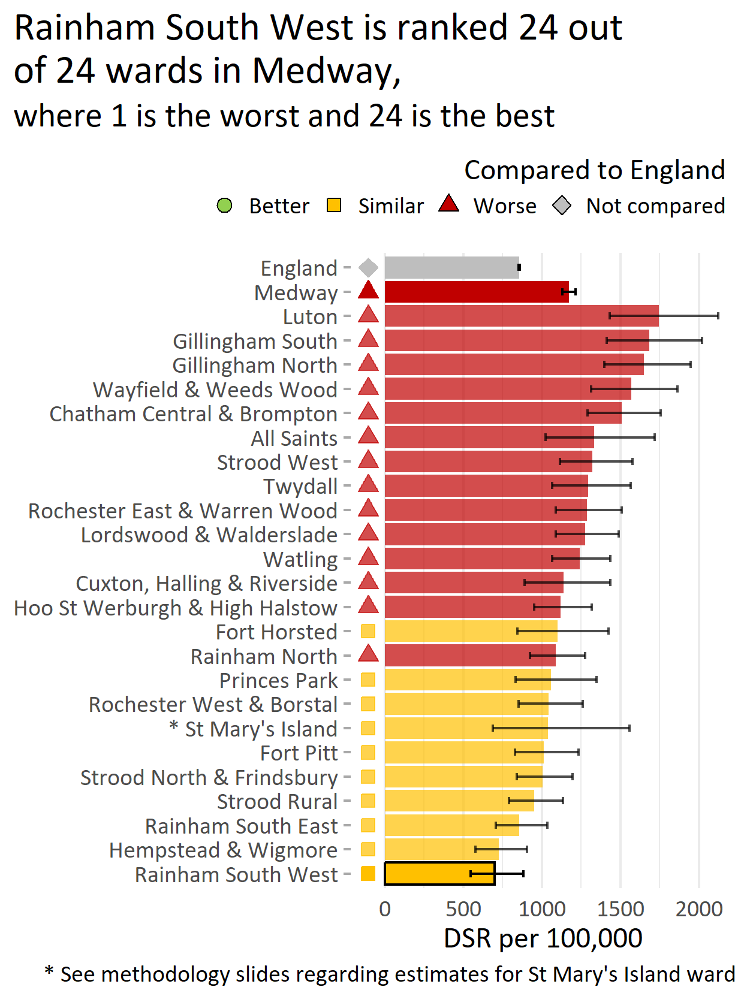 Rainham South West is ranked 24 out
of 24 wards in Medway,
where 1 is the worst and 24 is the best
Compared to England
Better Similar Worse Not compared
England
Medway
Luton
Gillingham South
Gillingham North
Wayfield & Weeds Wood
Chatham Central & Brompton
All Saints
Strood West
Twydall
Rochester East & Warren Wood
Lordswood & Walderslade
Watling
Cuxton, Halling & Riverside
Hoo St Werburgh & High Halstow
Fort Horsted
Rainham North
Princes Park
Rochester West & Borstal
* St Mary's Island
Fort Pitt
Strood North & Frindsbury
Strood Rural
Rainham South East
Hempstead & Wigmore
Rainham South West
0 500 1000 1500 2000
DSR per 100,000
* See methodology slides regarding estimates for St Mary's Island ward